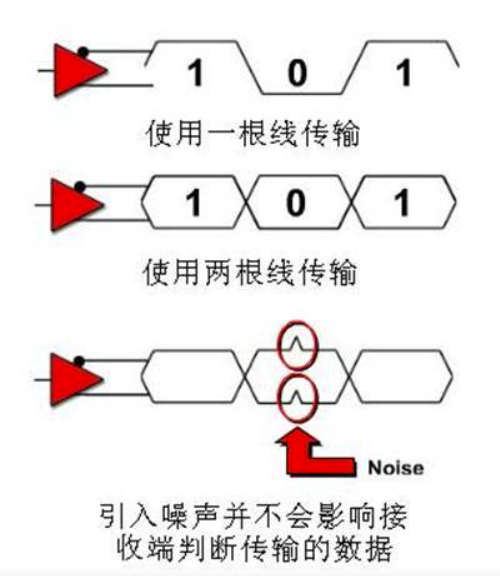 1 0 1
使用一根线传输
1 0 1
使用两根线传输
Noise
引入噪声并不会影响接
收端判断传输的数据